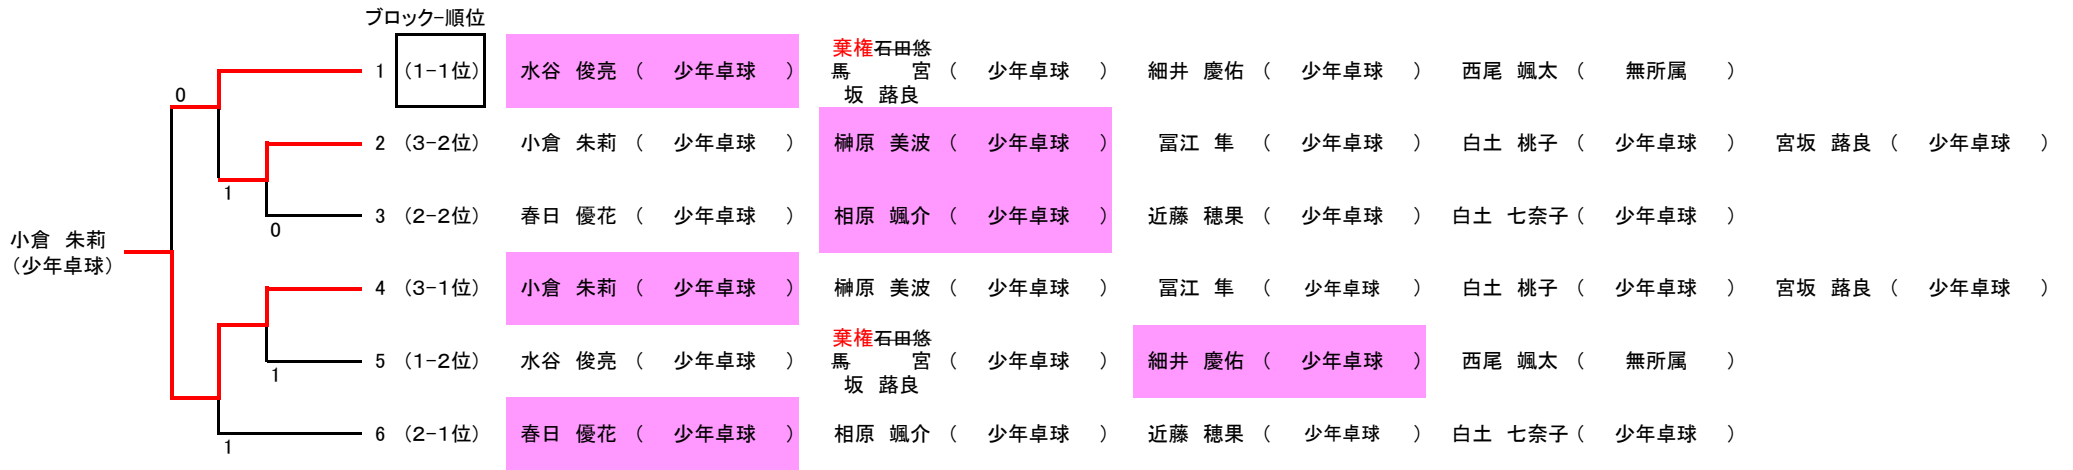 ブロック-順位
棄権石田悠
0 1 (1-1位) 水谷 俊亮 ( 少年卓球 ) 馬 宮 ( 少年卓球 ) 細井 慶佑 ( 少年卓球 ) 西尾 颯太 ( 無所属 )
坂 蕗良
2 (3-2位) 小倉 朱莉 ( 少年卓球 ) 榊原 美波 ( 少年卓球 ) 冨江 隼 ( 少年卓球 ) 白土 桃子 ( 少年卓球 ) 宮坂 蕗良 ( 少年卓球 )
1
3 (2-2位) 春日 優花 ( 少年卓球 ) 相原 颯介 ( 少年卓球 ) 近藤 穂果 ( 少年卓球 ) 白土 七奈子 ( 少年卓球 )
0
小倉 朱莉
(少年卓球)
4 (3-1位) 小倉 朱莉 ( 少年卓球 ) 榊原 美波 ( 少年卓球 ) 冨江 隼 ( 少年卓球 ) 白土 桃子 ( 少年卓球 ) 宮坂 蕗良 ( 少年卓球 )
棄権石田悠
5 (1-2位) 水谷 俊亮 ( 少年卓球 ) 馬 宮 ( 少年卓球 ) 細井 慶佑 ( 少年卓球 ) 西尾 颯太 ( 無所属 )
1
坂 蕗良
6 (2-1位) 春日 優花 ( 少年卓球 ) 相原 颯介 ( 少年卓球 ) 近藤 穂果 ( 少年卓球 ) 白土 七奈子 ( 少年卓球 )
1